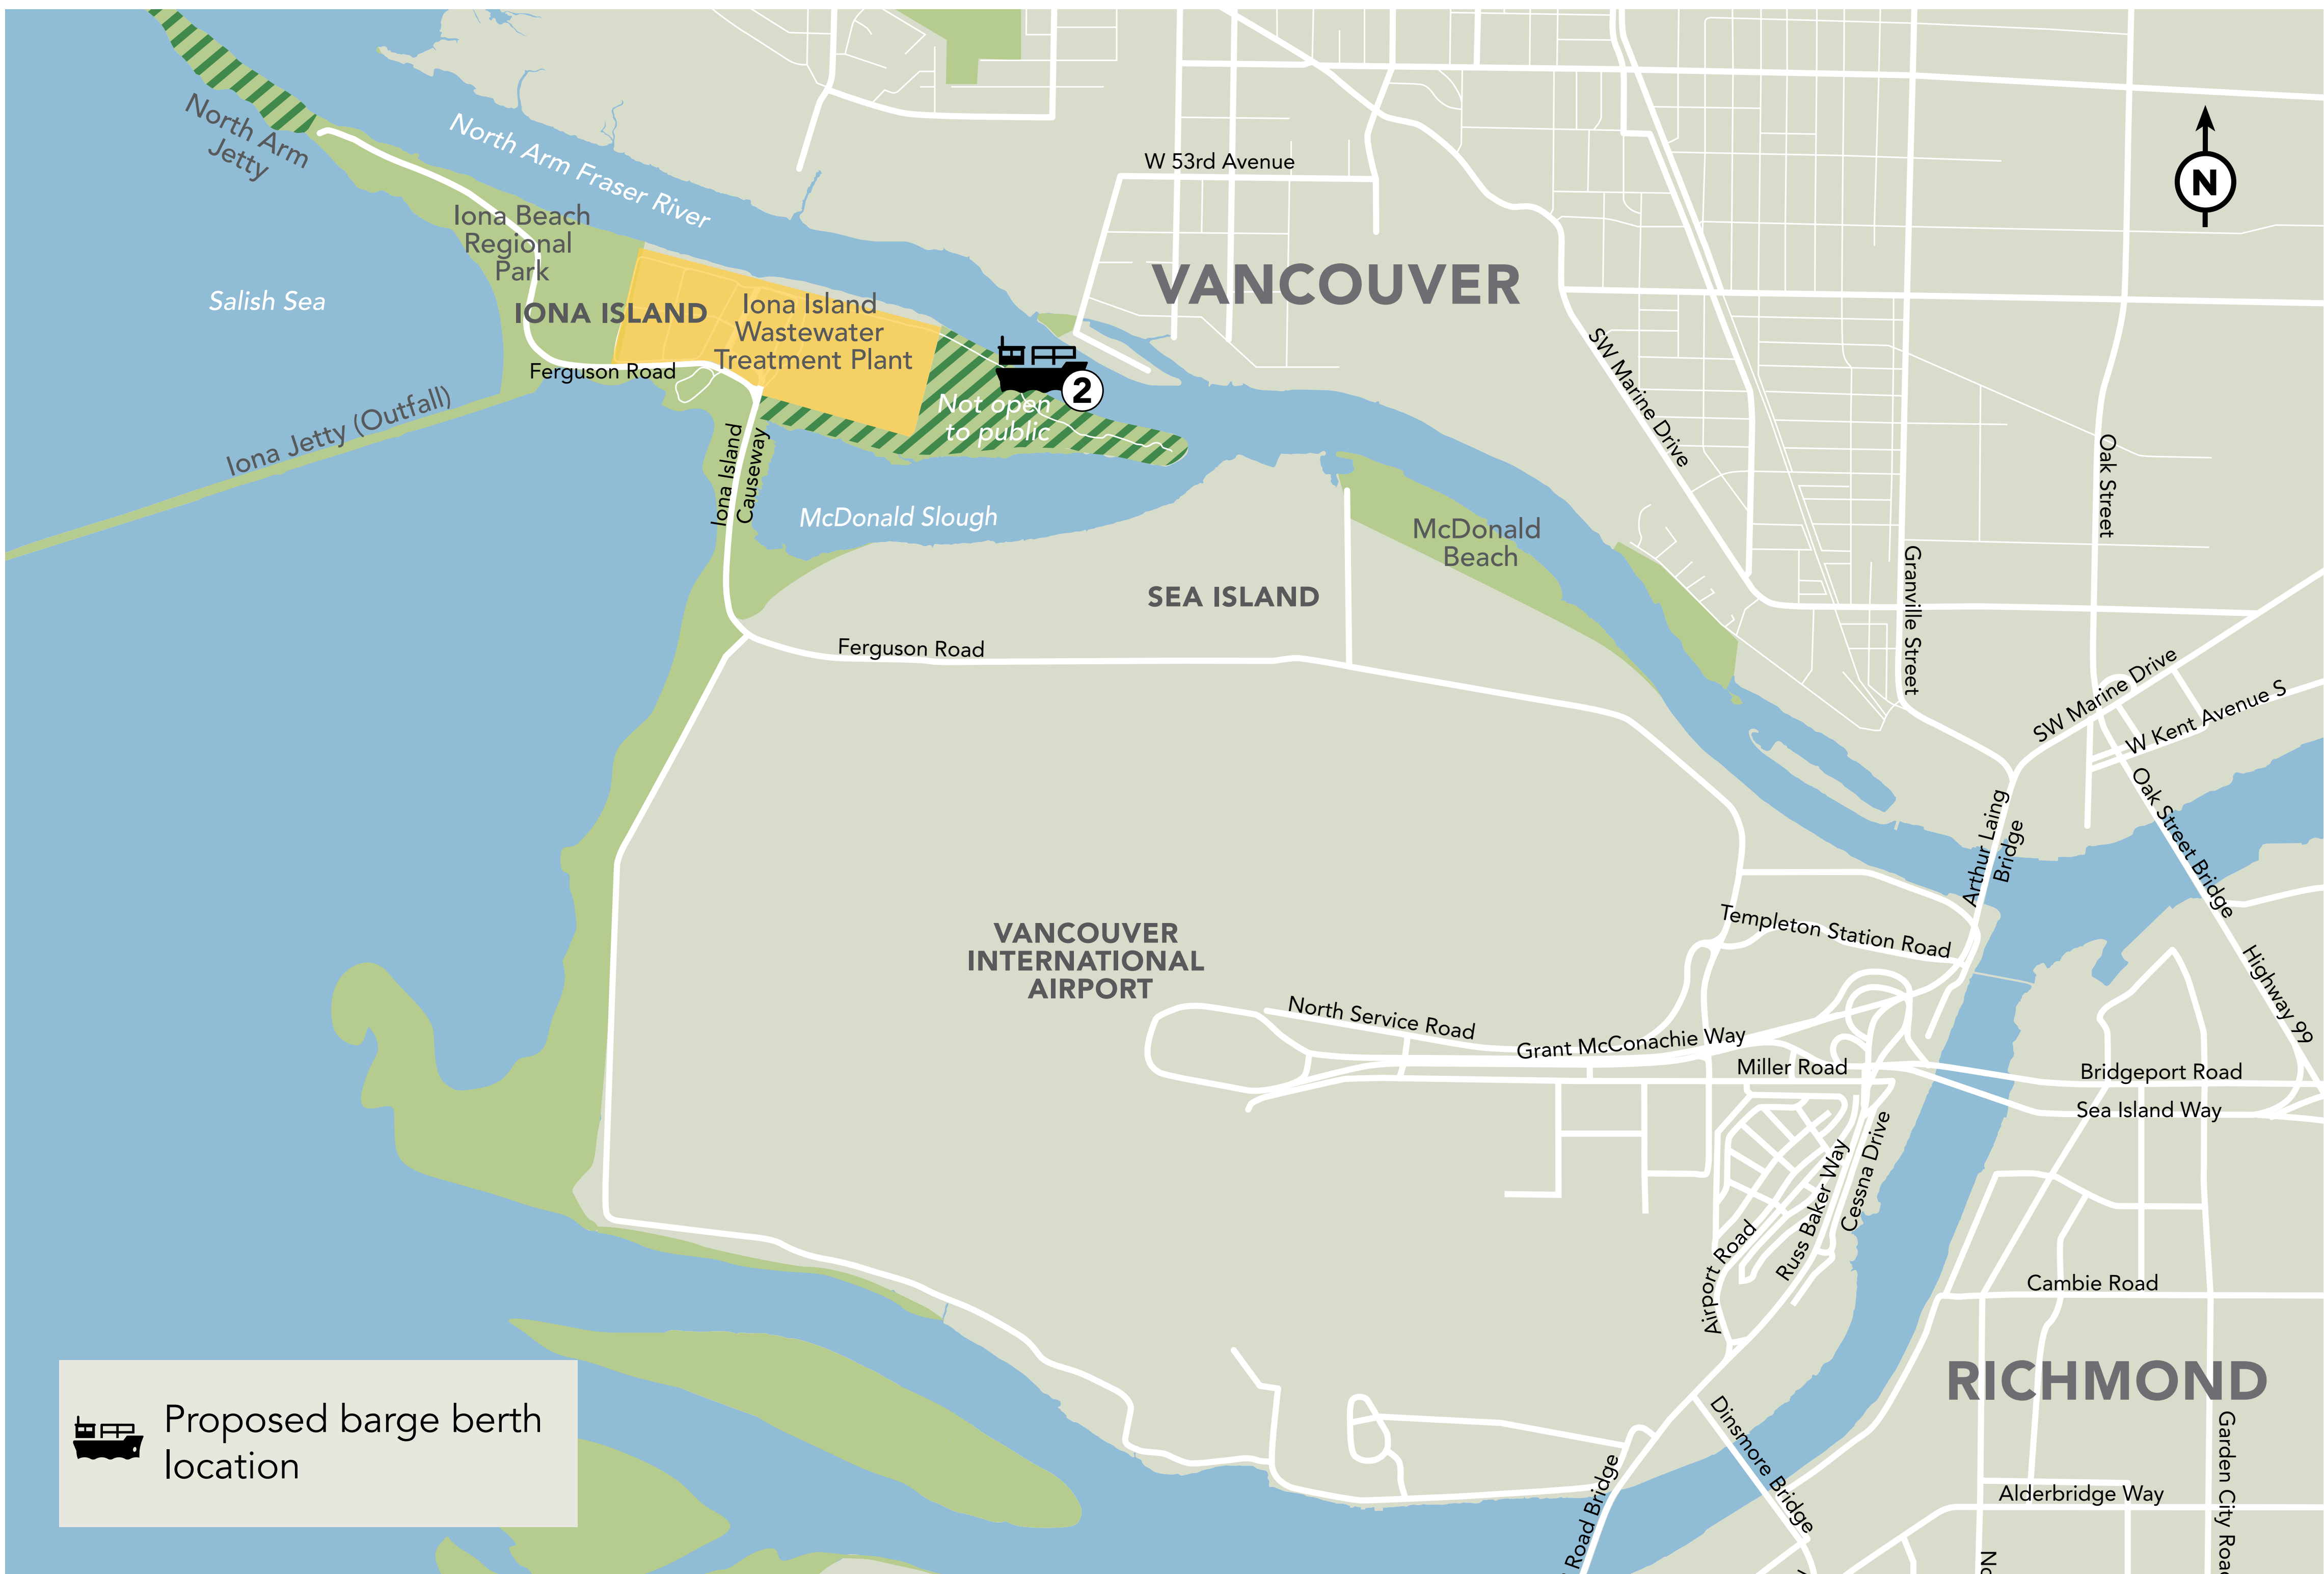 North Arm
Jetty
North Arm Fraser River
W 53rd Avenue
N
Iona Beach
Regional
Park
VANCOUVER
Salish Sea
IONA ISLAND
Iona Island
Wastewater
Treatment Plant
Ferguson Road
2
Not open
to public
Iona Jetty (Outfall)
Iona Island
Causeway
McDonald Slough
SW Marine Drive
Oak Street
McDonald
Beach
SEA ISLAND
Granville Street
Ferguson Road
SW Marine Drive
W Kent Avenue S
Oak Street Bridge
Arthur Laing
Bridge
Templeton Station Road
VANCOUVER
INTERNATIONAL
AIRPORT
Highway 99
North Service Road
Grant McConachie Way
Miller Road
Bridgeport Road
Sea Island Way
Russ Baker Way
Cessna Drive
Airport Road
Cambie Road
RICHMOND
Proposed barge berth
location
Dinsmore Bridge
Garden City Roa
Road Bridge
Alderbridge Way